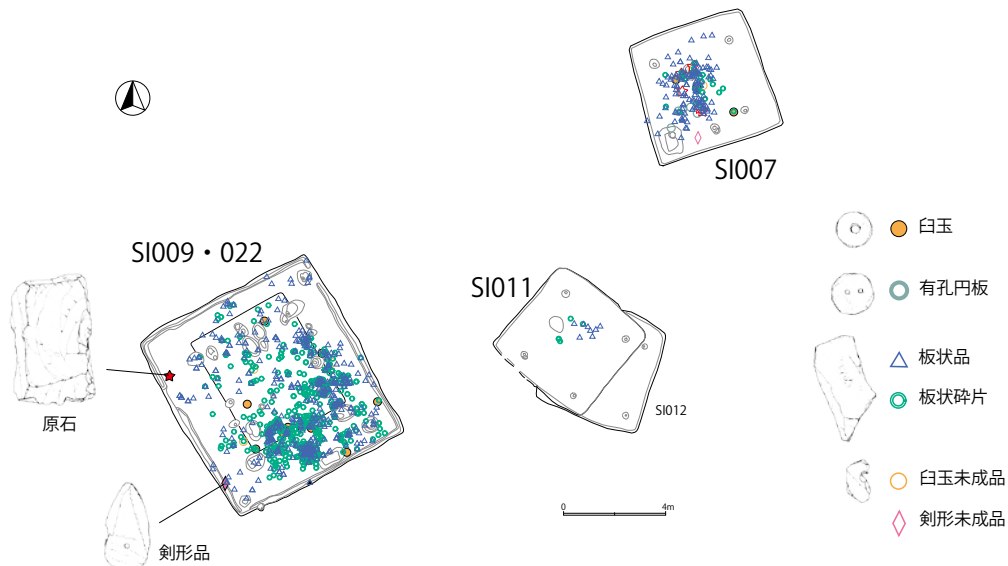 SI007
SI009・022
SI011
SI012
原石
剣形品
臼玉
有孔円板
板状品
板状砕片
臼玉未成品
剣形未成品
0 4m